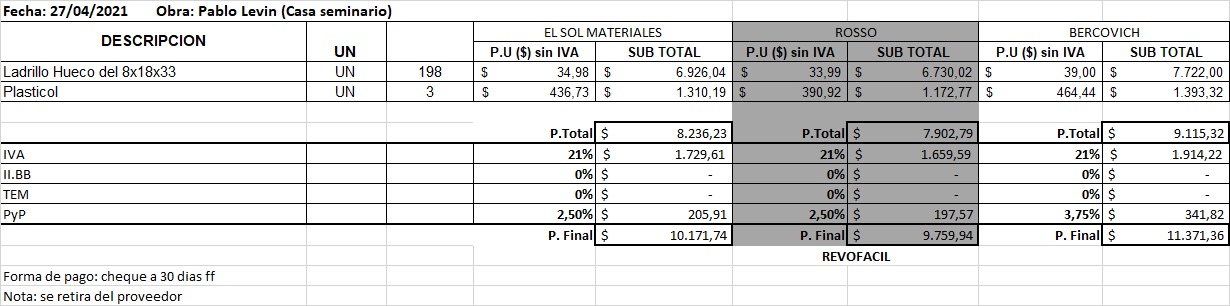 Fecha: 27/04/2021 Obra: Pablo Levin (Casa seminario)
DESCRIPCION UN EL SOL MATERIALES ROSSO BERCOVICH
P.U ($) sin IVA SUB TOTAL P.U ($) sin IVA SUB TOTAL P.U ($) sin IVA SUB TOTAL
Ladrillo Hueco del 8x18x33 UN 198 $ 34,98 $ 6.926,04 $ 33,99 $ 6.730,02 $ 39,00 $ 7.722,00
Plasticol UN 3 $ 436,73 $ 1.310,19 $ 390,92 $ 1.172,77 $ 464,44 $ 1.393,32
P.Total $ 8.236,23 P.Total $ 7.902,79 P.Total $ 9.115,32
IVA 21% $ 1.729,61 21% $ 1.659,59 21% $ 1.914,22
II.BB 0% $ - 0% $ - 0% $ -
TEM 0% $ - 0% $ - 0% $ -
PyP 2,50% $ 205,91 2,50% $ 197,57 3,75% $ 341,82
P. Final $ 10.171,74 P. Final $ 9.759,94 P. Final $ 11.371,36
REVOFACIL
Forma de pago: cheque a 30 dias ff
Nota: se retira del proveedor